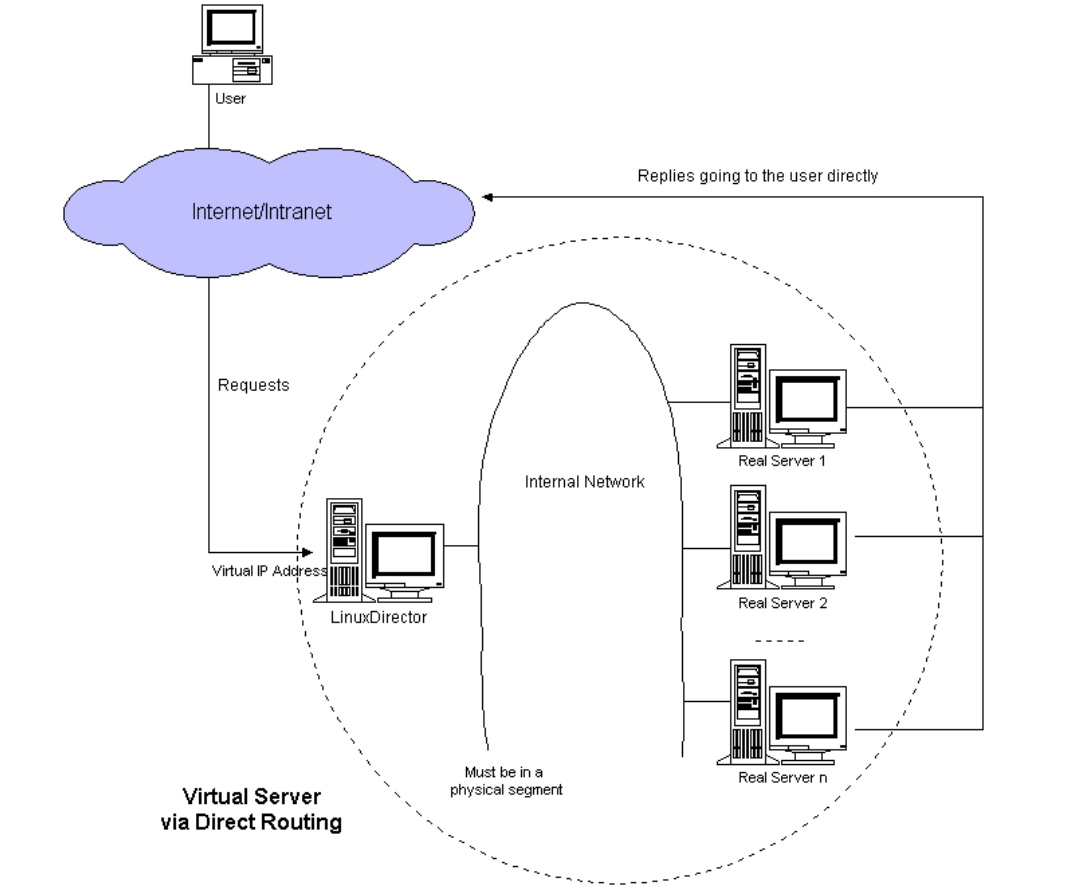 User
Replies going to the user directly
Internet/Intranet
Requests
Real Server 1
Internal Network
Virtual IP Address
LinuxDirector
Real Server 2
Must be in a
physical segment
Real Server n
Virtual Server
via Direct Routing